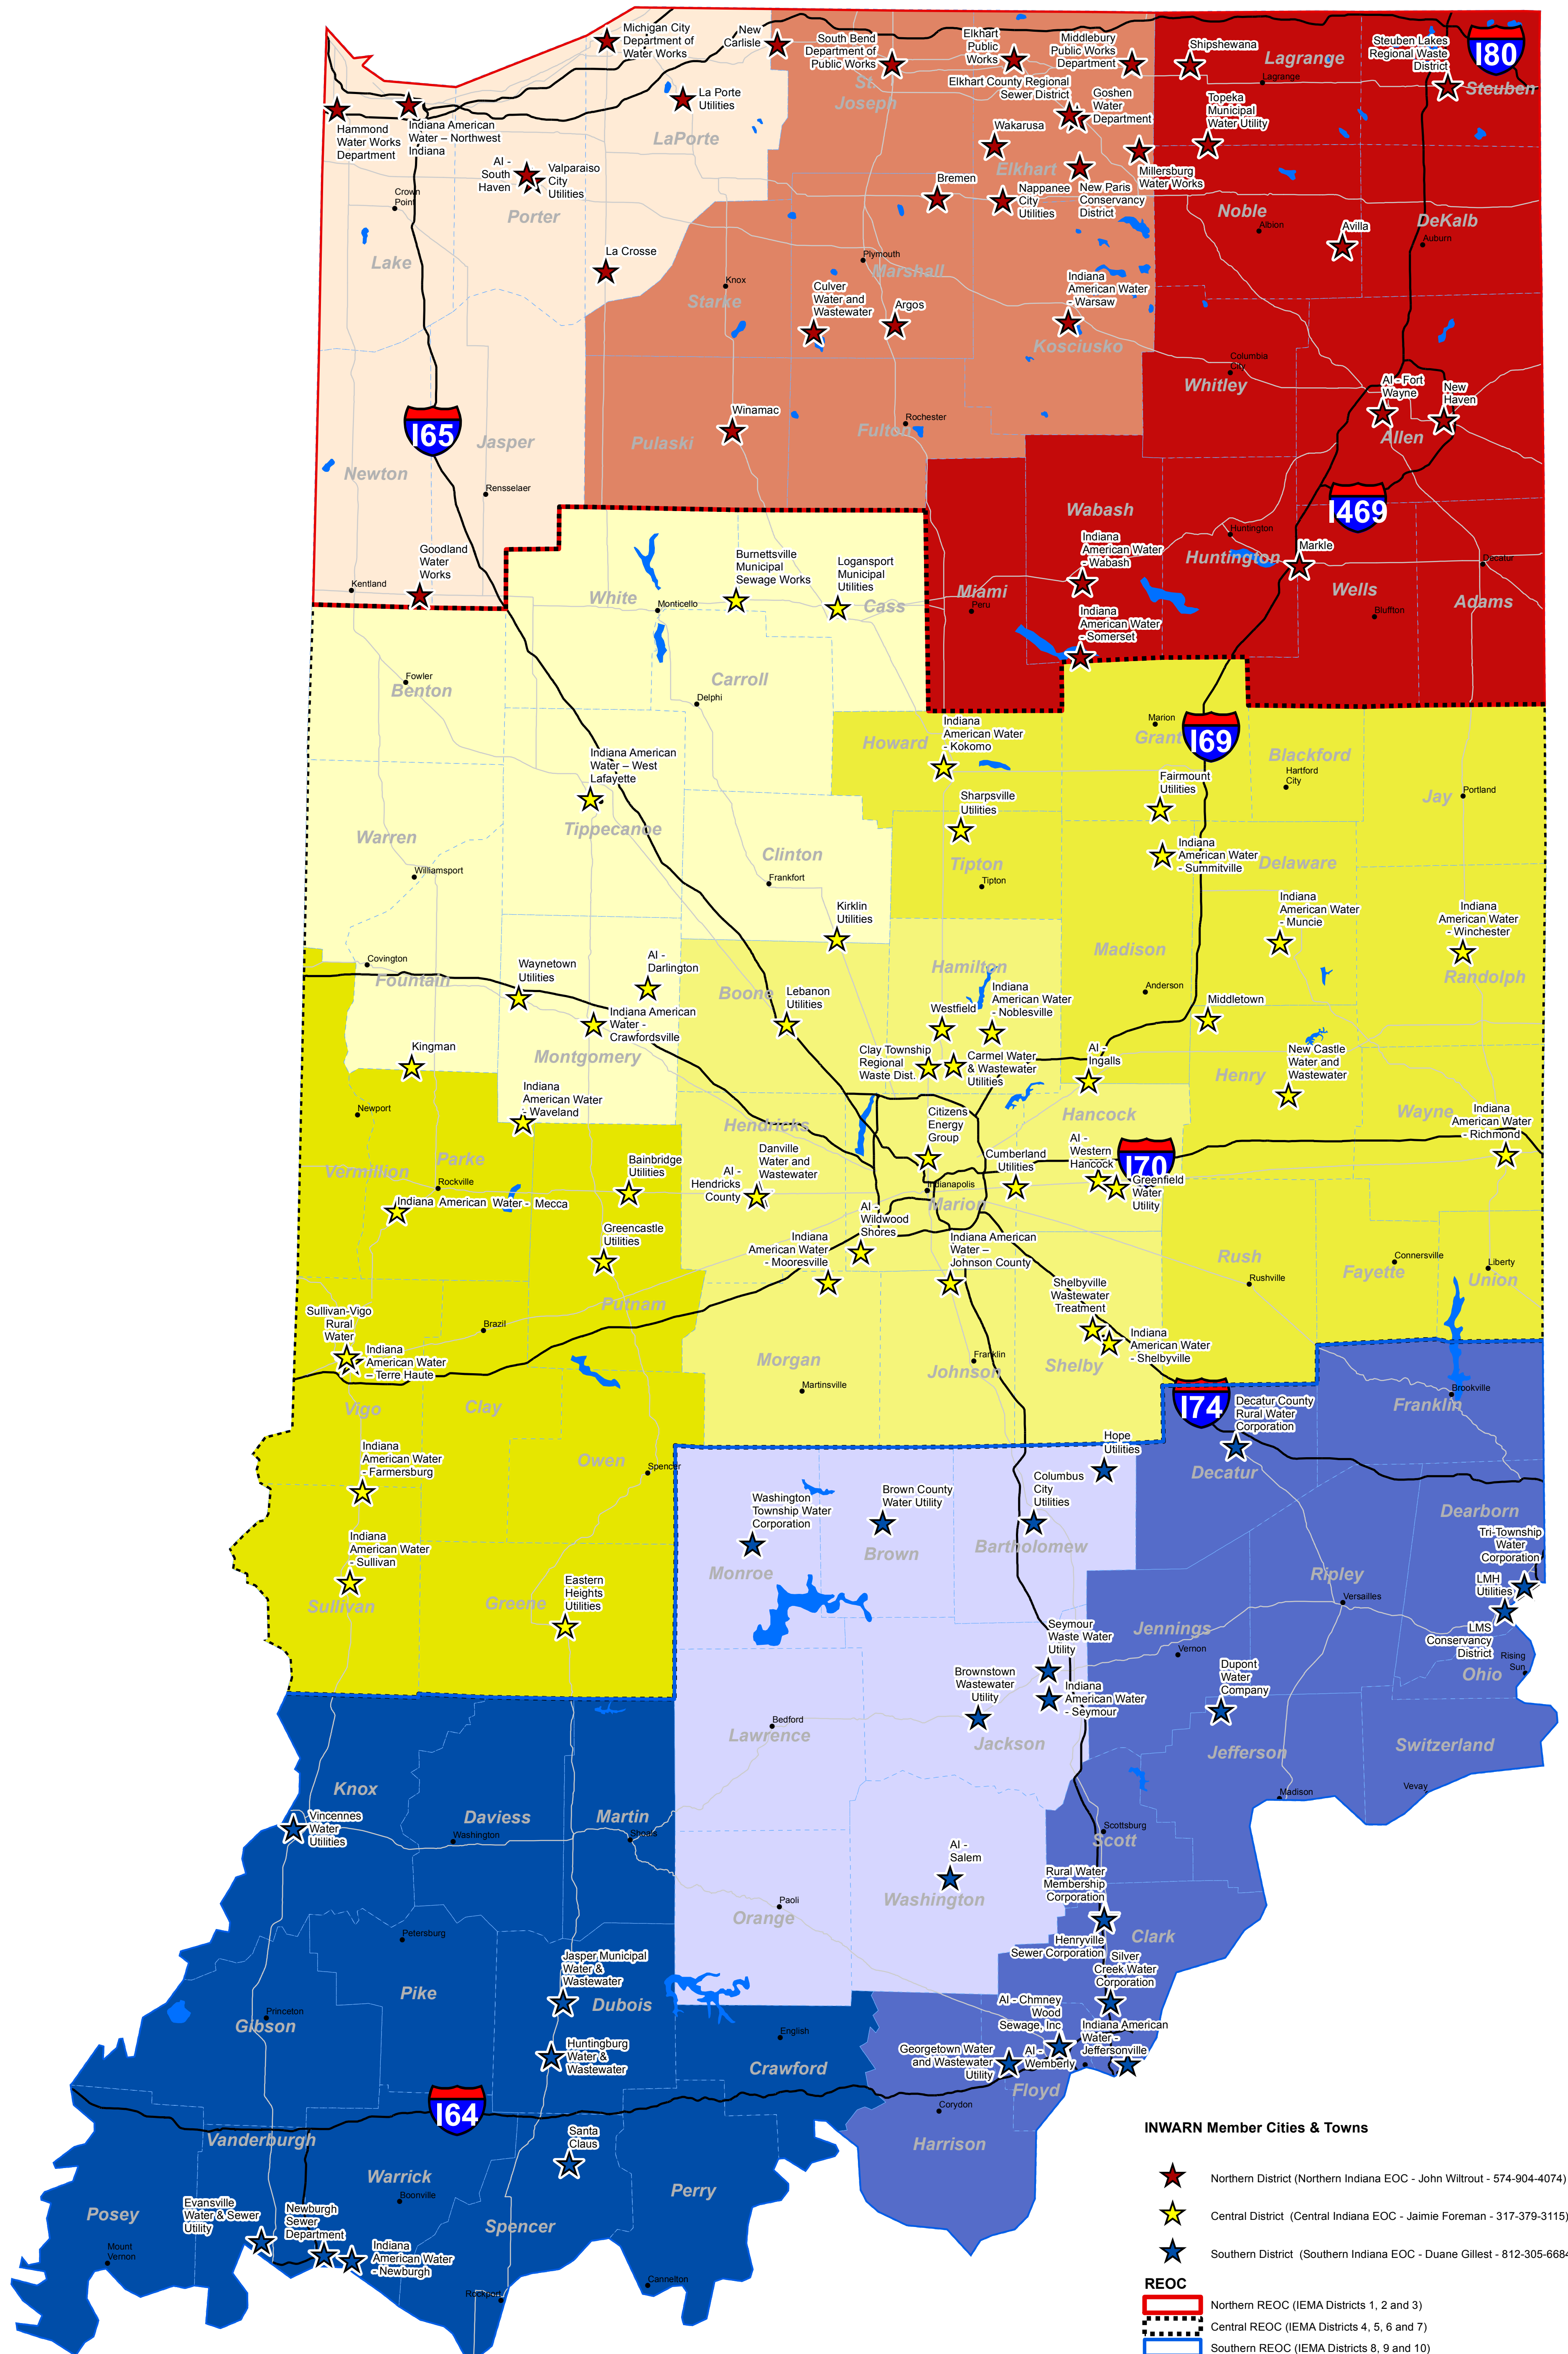 Michigan City
Department of
Water Works
New
Carlisle
South Bend
Department of
Public Works
Elkhart
Public
Works
Middlebury
Public Works
Department
Shipshewana
Lagrange
Lagrange
Steuben Lakes
Regional Waste
District
I80
Steuben
St.
Joseph
Elkhart County Regional
Sewer District
Goshen
Water
Department
Topeka
Municipal
Water Utility
La Porte
Utilities
LaPorte
Hammond
Water Works
Department
Indiana American
Water – Northwest
Indiana
AI -
South
Haven
Valparaiso
City
Utilities
Wakarusa
Elkhart
Millersburg
Water Works
Bremen
Nappanee
City
Utilities
New Paris
Conservancy
District
Crown
Point
Porter
Noble
Albion
Avilla
DeKalb
Auburn
Lake
La Crosse
Plymouth
Marshall
Knox
Starke
Culver
Water and
Wastewater
Argos
Indiana
American Water
- Warsaw
Kosciusko
Columbia
City
Whitley
AI - Fort
Wayne
New
Haven
Allen
I65
Jasper
Winamac
Pulaski
Rochester
Fulton
Newton
Rensselaer
I469
Wabash
Indiana
American Water
- Wabash
Huntington
Huntington
Markle
Decatur
Goodland
Water
Works
Kentland
Burnettsville
Municipal
Sewage Works
Logansport
Municipal
Utilities
White
Monticello
Cass
Miami
Peru
Wells
Bluffton
Adams
Indiana
American Water
- Somerset
Fowler
Benton
Carroll
Delphi
Howard
Indiana
American Water
- Kokomo
Marion
Grant
I69
Blackford
Hartford
City
Indiana American
Water – West
Lafayette
Tippecanoe
Sharpsville
Utilities
Fairmount
Utilities
Jay
Portland
Warren
Williamsport
Clinton
Frankfort
Tipton
Tipton
Indiana
American Water
- Summitville
Delaware
Kirklin
Utilities
Indiana
American Water
- Muncie
Indiana
American Water
- Winchester
Randolph
Covington
Fountain
Waynetown
Utilities
AI -
Darlington
Boone
Lebanon
Utilities
Hamilton
Madison
Anderson
Indiana American
Water -
Crawfordsville
Westfield
Indiana
American Water
- Noblesville
Middletown
Kingman
Montgomery
Clay Township
Regional
Waste Dist.
Carmel Water
& Wastewater
Utilities
AI -
Ingalls
Henry
New Castle
Water and
Wastewater
Newport
Indiana
American Water
- Waveland
Hendricks
Citizens
Energy
Group
Hancock
Wayne
Indiana
American Water
- Richmond
Vermillion
Parke
Rockville
Bainbridge
Utilities
AI -
Hendricks
County
Danville
Water and
Wastewater
Cumberland
Utilities
AI -
Western
Hancock
I70
Greenfield
Water
Utility
Indianapolis
Marion
Indiana American Water - Mecca
Greencastle
Utilities
AI -
Wildwood
Shores
Indiana
American Water
- Mooresville
Indiana American
Water –
Johnson County
Rush
Rushville
Connersville
Fayette
Liberty
Union
Putnam
Shelbyville
Wastewater
Treatment
Indiana
American Water
- Shelbyville
Sullivan-Vigo
Rural
Water
Indiana
American Water
– Terre Haute
Brazil
Morgan
Martinsville
Franklin
Johnson
Shelby
Vigo
Clay
I74
Decatur County
Rural Water
Corporation
Brookville
Franklin
Indiana
American Water
- Farmersburg
Owen
Spencer
Hope
Utilities
Decatur
Washington
Township Water
Corporation
Brown County
Water Utility
Columbus
City
Utilities
Dearborn
Indiana
American Water
- Sullivan
Sullivan
Monroe
Brown
Bartholomew
Tri-Township
Water
Corporation
Eastern
Heights
Utilities
Greene
Ripley
Versailles
LMH
Utilities
LMS
Conservancy
District
Seymour
Waste Water
Utility
Jennings
Vernon
Rising
Sun
Ohio
Brownstown
Wastewater
Utility
Indiana
American Water
- Seymour
Dupont
Water
Company
Bedford
Lawrence
Jackson
Jefferson
Switzerland
Knox
Daviess
Washington
Martin
Shoals
Madison
Vevay
Vincennes
Water
Utilities
Scottsburg
Scott
AI -
Salem
Rural Water
Membership
Corporation
Paoli
Orange
Washington
Clark
Petersburg
Henryville
Sewer Corporation
Jasper Municipal
Water &
Wastewater
Silver
Creek Water
Corporation
Pike
Dubois
Princeton
Gibson
AI - Chmney
Wood
Sewage, Inc
Indiana American
Water –
Jeffersonville
English
Crawford
Huntingburg
Water &
Wastewater
Georgetown Water
and Wastewater
Utility
AI -
Wemberly
Floyd
I64
Corydon
Harrison
Vanderburgh
Santa
Claus
INWARN Member Cities & Towns
Warrick
Boonville
Perry
Northern District (Northern Indiana EOC - John Wiltrout - 574-904-4074)
Posey
Evansville
Water & Sewer
Utility
Newburgh
Sewer
Department
Spencer
Central District (Central Indiana EOC - Jaimie Foreman - 317-379-3115)
Mount
Vernon
Indiana
American Water
- Newburgh
Southern District (Southern Indiana EOC - Duane Gillest - 812-305-6684
Cannelton
Rockport
REOC
Northern REOC (IEMA Districts 1, 2 and 3)
Central REOC (IEMA Districts 4, 5, 6 and 7)
Southern REOC (IEMA Districts 8, 9 and 10)